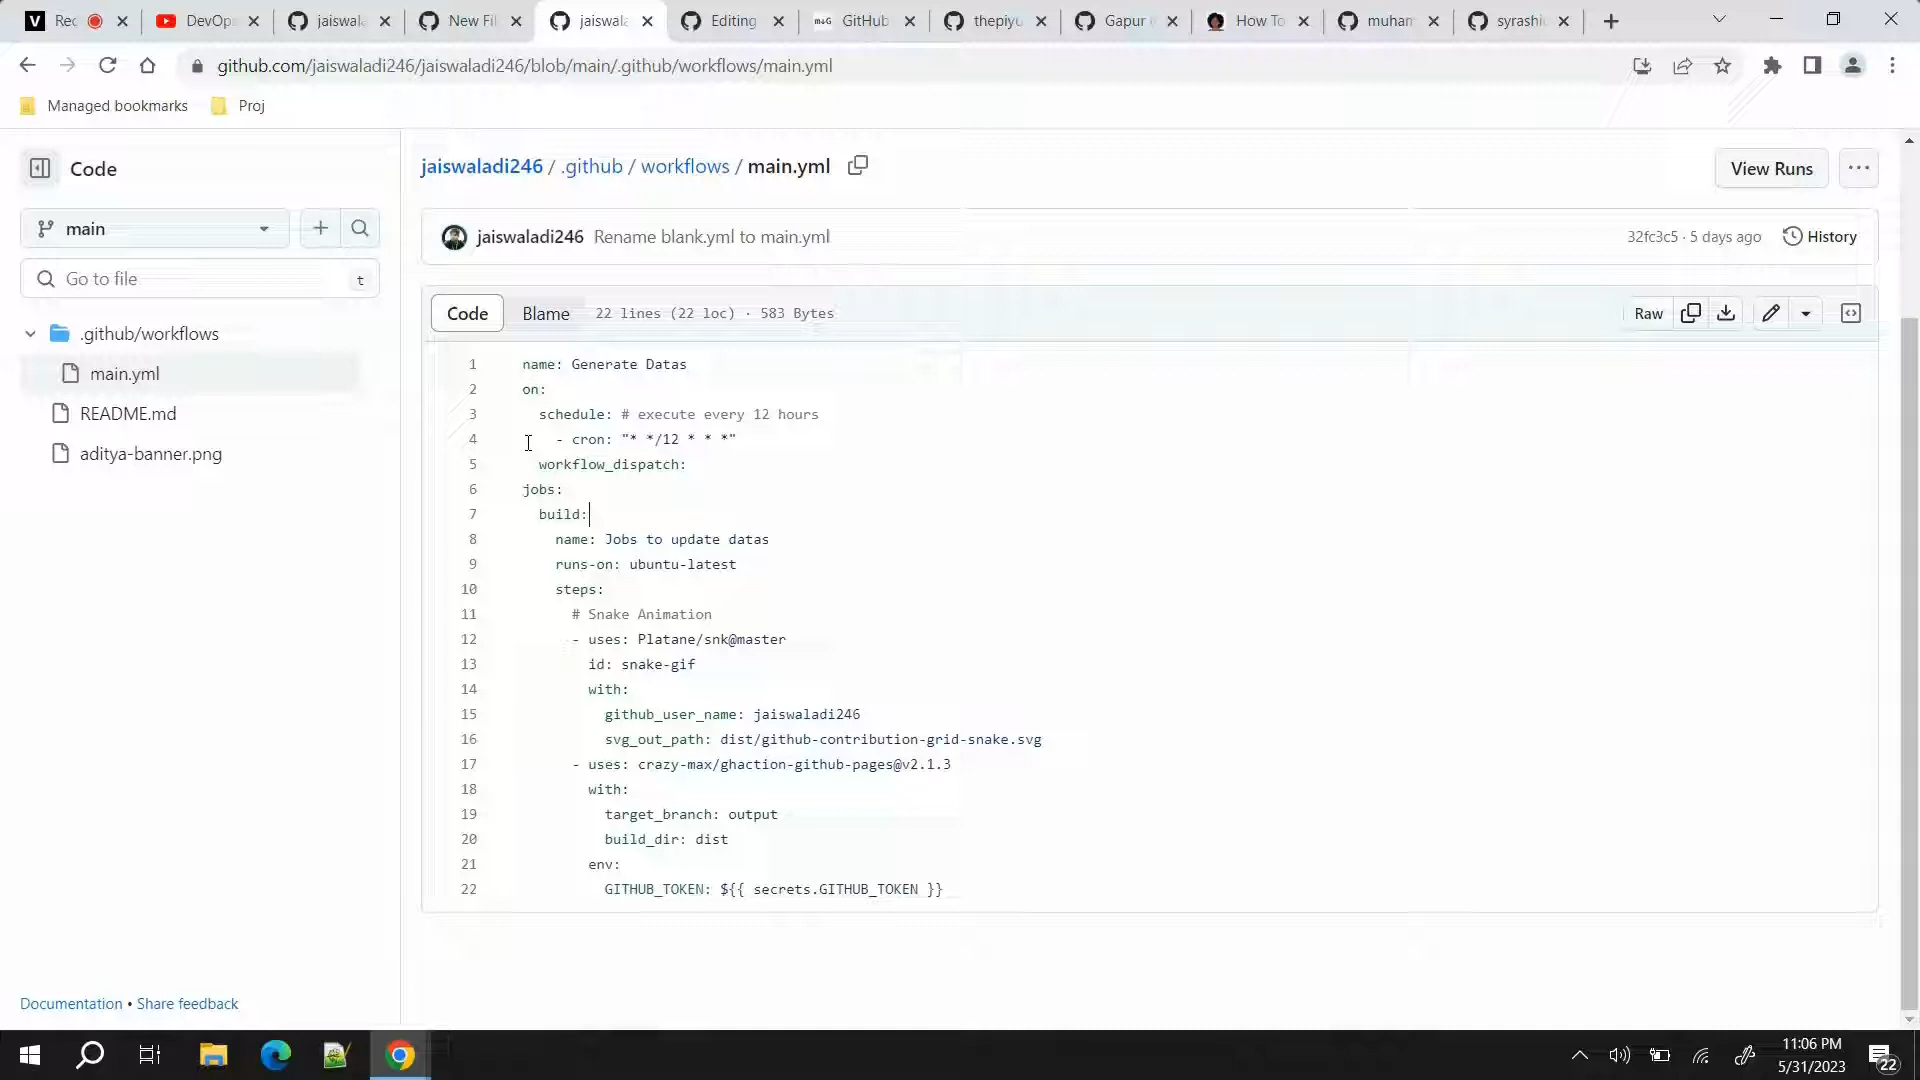 Rec
DevOp
jaiswala
New Fil
jaiswala
Editing
m+G GitHub
thepiyu
Gapur
How To
muham
syrashi
github.com/jaiswaladi246/jaiswaladi246/blob/main/.github/workflows/main.yml
Managed bookmarks
Proj
Code
main
Go to file
t
.github/workflows
main.yml
README.md
aditya-banner.png
Documentation • Share feedback
jaiswaladi246 / .github / workflows / main.yml
View Runs
jaiswaladi246 Rename blank.yml to main.yml
32fc3c5 · 5 days ago
History
Code
Blame
22 lines (22 loc) · 583 Bytes
Raw
1 name: Generate Datas
2 on:
3 schedule: # execute every 12 hours
4 - cron: "* */12 * * *"
5 workflow_dispatch:
6 jobs:
7 build:
8 name: Jobs to update datas
9 runs-on: ubuntu-latest
10 steps:
11 # Snake Animation
12 - uses: Platane/snk@master
13 id: snake-gif
14 with:
15 github_user_name: jaiswaladi246
16 svg_out_path: dist/github-contribution-grid-snake.svg
17 - uses: crazy-max/ghaction-github-pages@v2.1.3
18 with:
19 target_branch: output
20 build_dir: dist
21 env:
22 GITHUB_TOKEN: ${{ secrets.GITHUB_TOKEN }}
11:06 PM
5/31/2023
22